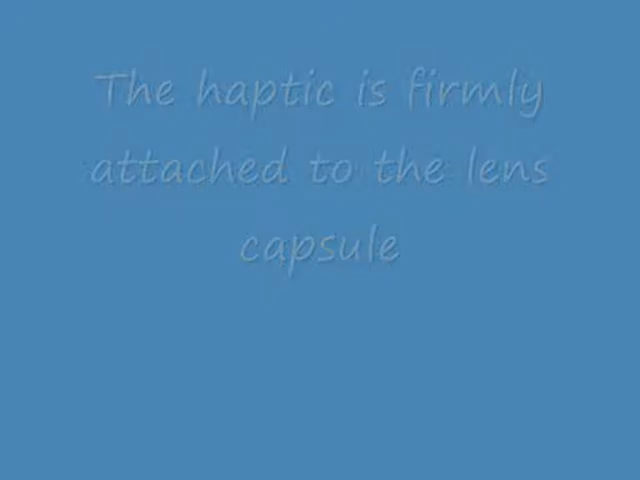 The haptic is firmly
attached to the lens
capsule